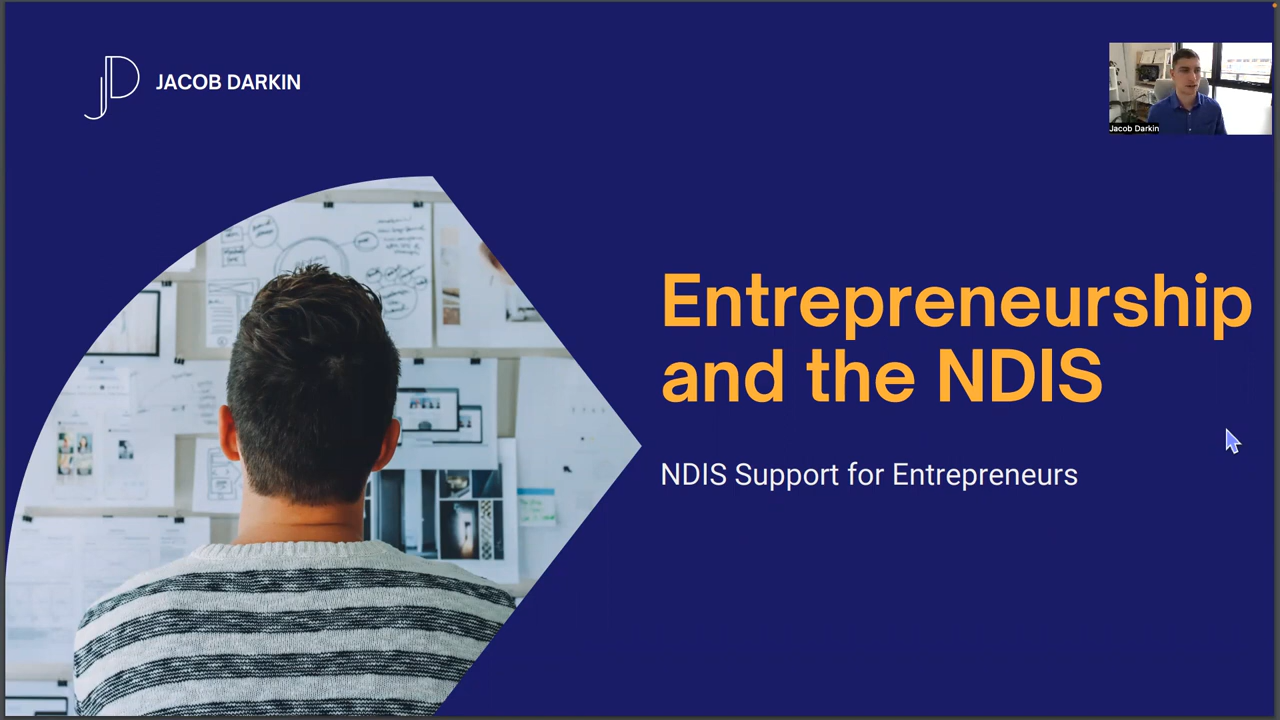 JACOB DARKIN
Jacob Darkin
Entrepreneurship
and the NDIS
NDIS Support for Entrepreneurs